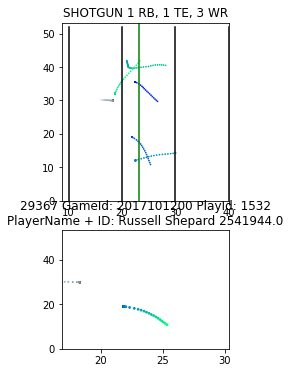 SHOTGUN 1 RB, 1 TE, 3 WR
50
40
30
20
10
0
10 20 30 40
29367 GameId: 2017101200 PlayId: 1532
PlayerName + ID: Russell Shepard 2541944.0
40
20
0
20 25 30